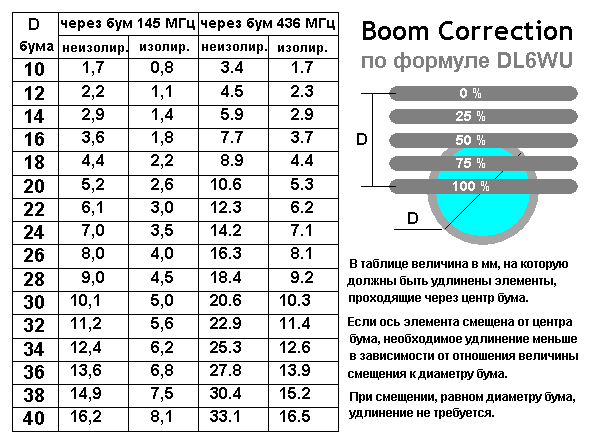 D бума через бум 145 МГц через бум 436 МГц
неизолир. изолир. неизолир. изолир.
10 1,7 0,8 3.4 1.7
12 2,2 1,1 4.5 2.3
14 2,9 1,4 5.9 2.9
16 3,6 1,8 7.7 3.7
18 4,4 2,2 8.9 4.4
20 5,2 2,6 10.6 5.3
22 6,1 3,0 12.3 6.2
24 7,0 3,5 14.2 7.1
26 8,0 4,0 16.3 8.1
28 9,0 4,5 18.4 9.2
30 10,1 5,0 20.6 10.3
32 11,2 5,6 22.9 11.4
34 12,4 6,2 25.3 12.6
36 13,6 6,8 27.8 13.9
38 14,9 7,5 30.4 15.2
40 16,2 8,1 33.1 16.5
Boom Correction
по формуле DL6WU
0 %
25 %
50 %
75 %
100 %
D
D
В таблице величина в мм, на которую
должны быть удлинены элементы,
проходящие через центр бума.
Если ось элемента смещена от центра
бума, необходимое удлинение меньше
в зависимости от отношения величины
смещения к диаметру бума.
При смещении, равном диаметру бума,
удлинение не требуется.